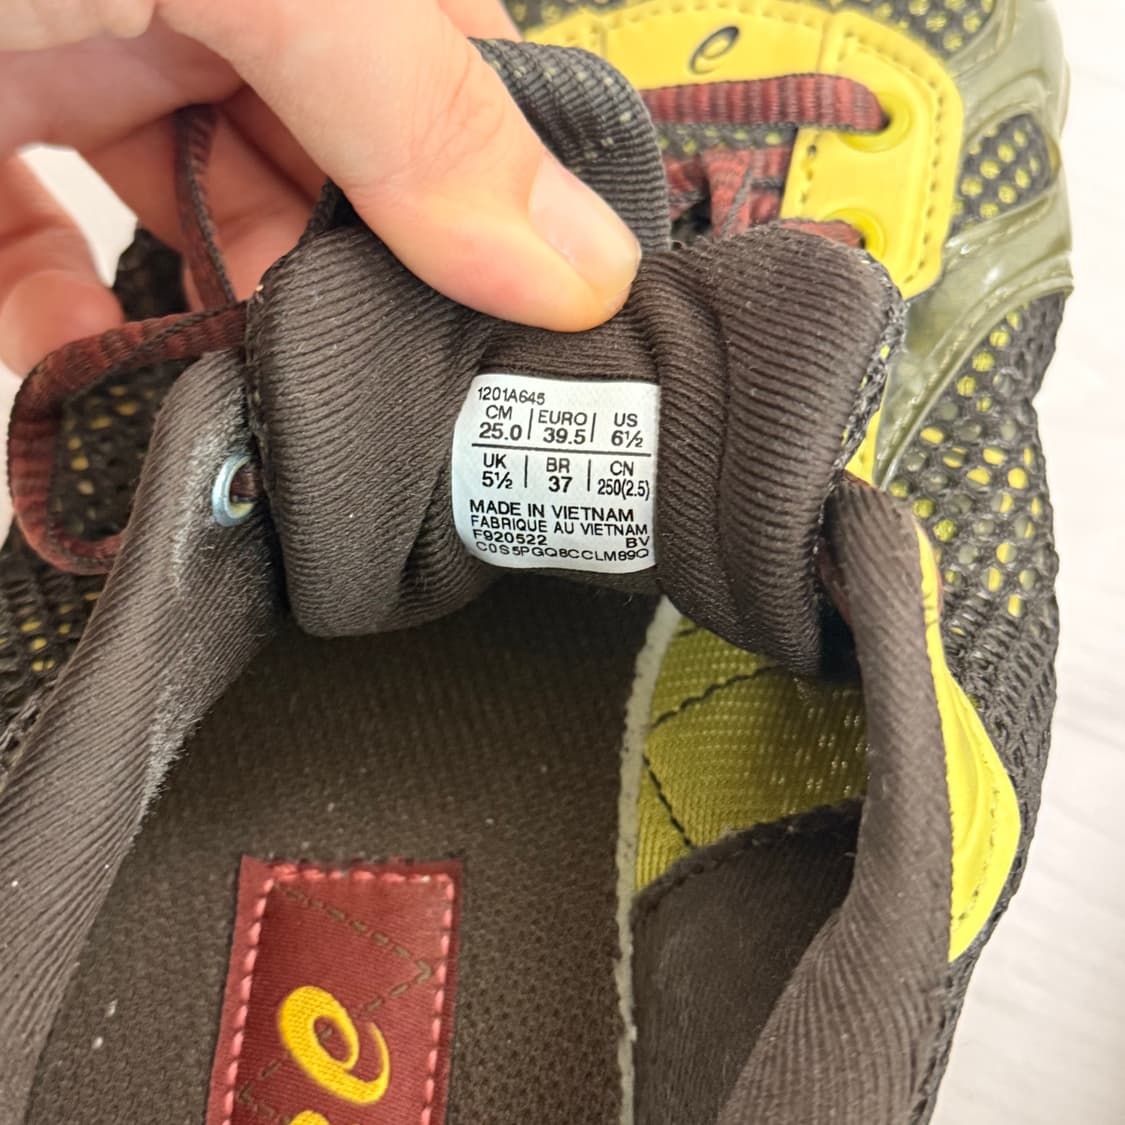 1201A645
CM EURO US
25.0 39.5 6½
UK BR CN
5½ 37 250(2.5)
MADE IN VIETNAM
FABRIQUE AU VIETNAM
F920522 BV
C0S5PGQ8CCLM89Q